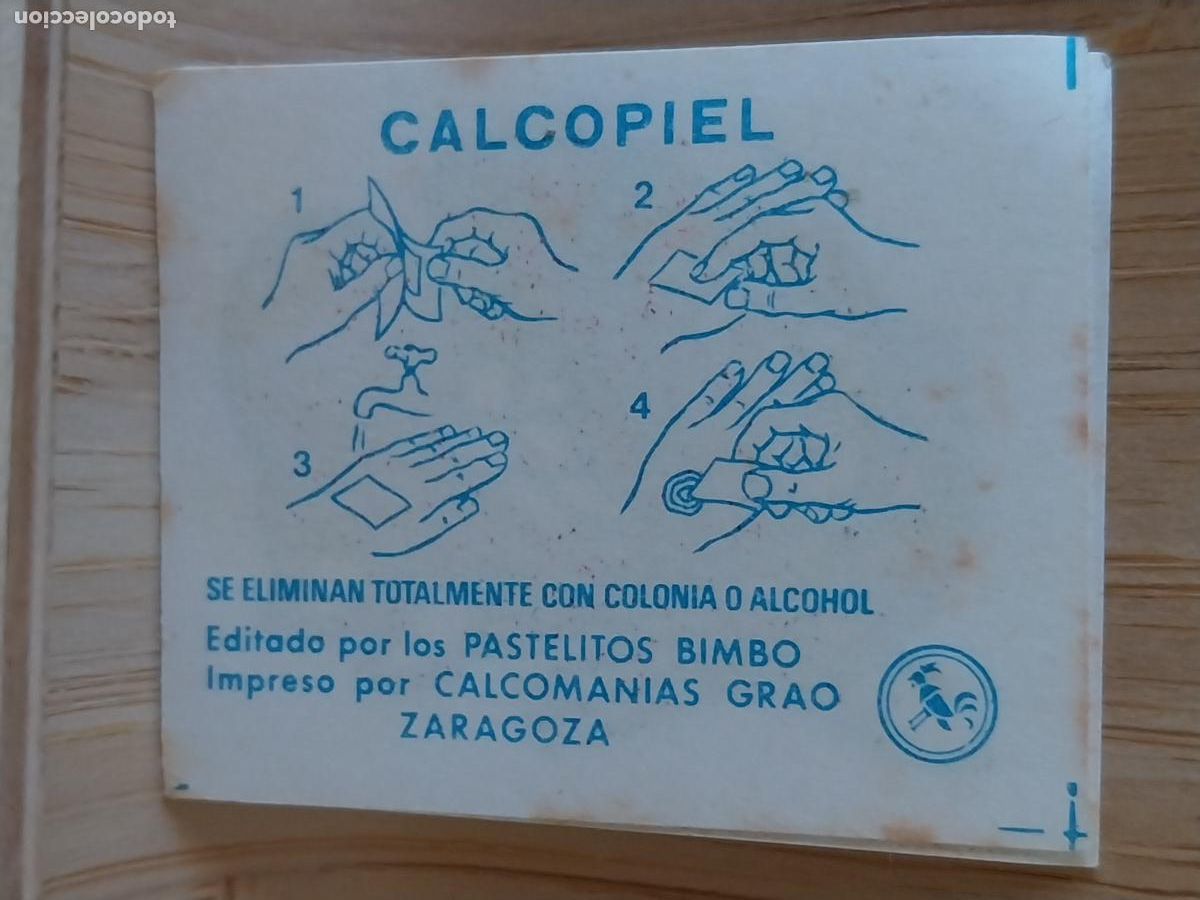 todocoleccion
CALCOPIEL
1
2
3
4
SE ELIMINAN TOTALMENTE CON COLONIA O ALCOHOL
Editado por los PASTELITOS BIMBO
Impreso por CALCOMANIAS GRAO
ZARAGOZA